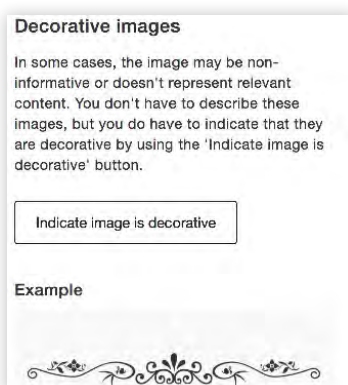 Decorative images
In some cases, the image may be non-
informative or doesn't represent relevant
content. You don't have to describe these
images, but you do have to indicate that they
are decorative by using the 'Indicate image is
decorative' button.
Indicate image is decorative
Example